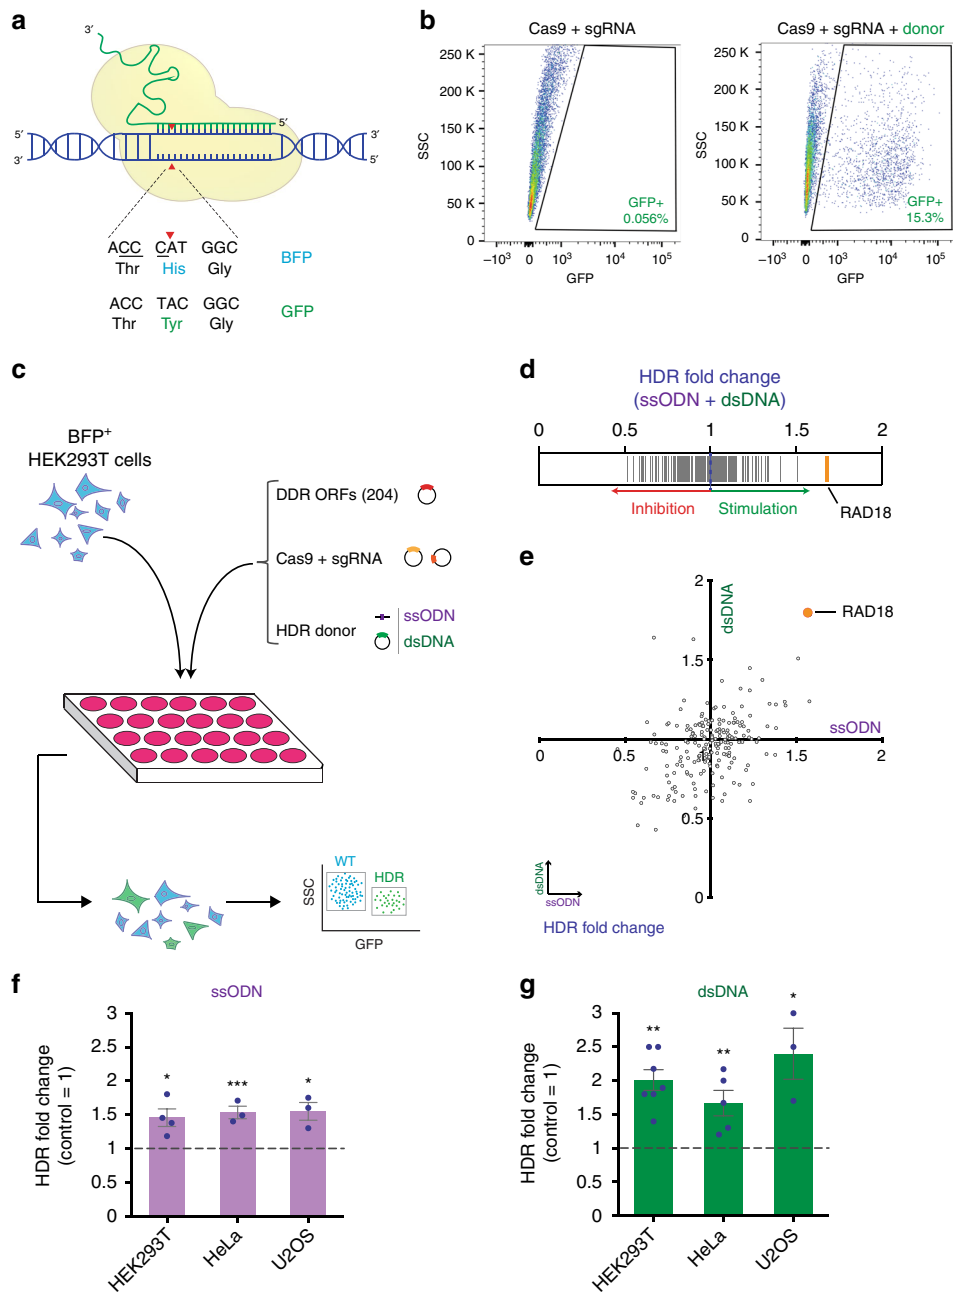 a
3′
5′
5′
3′
3′
5′
ACC CAT GGC BFP
Thr His Gly
ACC TAC GGC GFP
Thr Tyr Gly
b
Cas9 + sgRNA
250 K
200 K
150 K
100 K
50 K
0
SSC
GFP+
0.056%
−10³ 0 10³ 10⁴ 10⁵
GFP
Cas9 + sgRNA + donor
250 K
200 K
150 K
100 K
50 K
0
SSC
GFP+
15.3%
−10³ 0 10³ 10⁴ 10⁵
GFP
c
BFP⁺
HEK293T cells
DDR ORFs (204)
Cas9 + sgRNA
HDR donor
ssODN
dsDNA
WT
HDR
SSC
GFP
d
HDR fold change
(ssODN + dsDNA)
0 0.5 1 1.5 2
Inhibition Stimulation
RAD18
e
2
dsDNA
RAD18
1.5
ssODN
0 0.5 1 1.5 2
0.5
0
dsDNA
ssODN
HDR fold change
f
ssODN
HDR fold change
(control = 1)
3
2.5
2
1.5
1
0.5
0
* *** *
HEK293T
HeLa
U2OS
g
dsDNA
HDR fold change
(control = 1)
3
2.5
2
1.5
1
0.5
0
** ** *
HEK293T
HeLa
U2OS